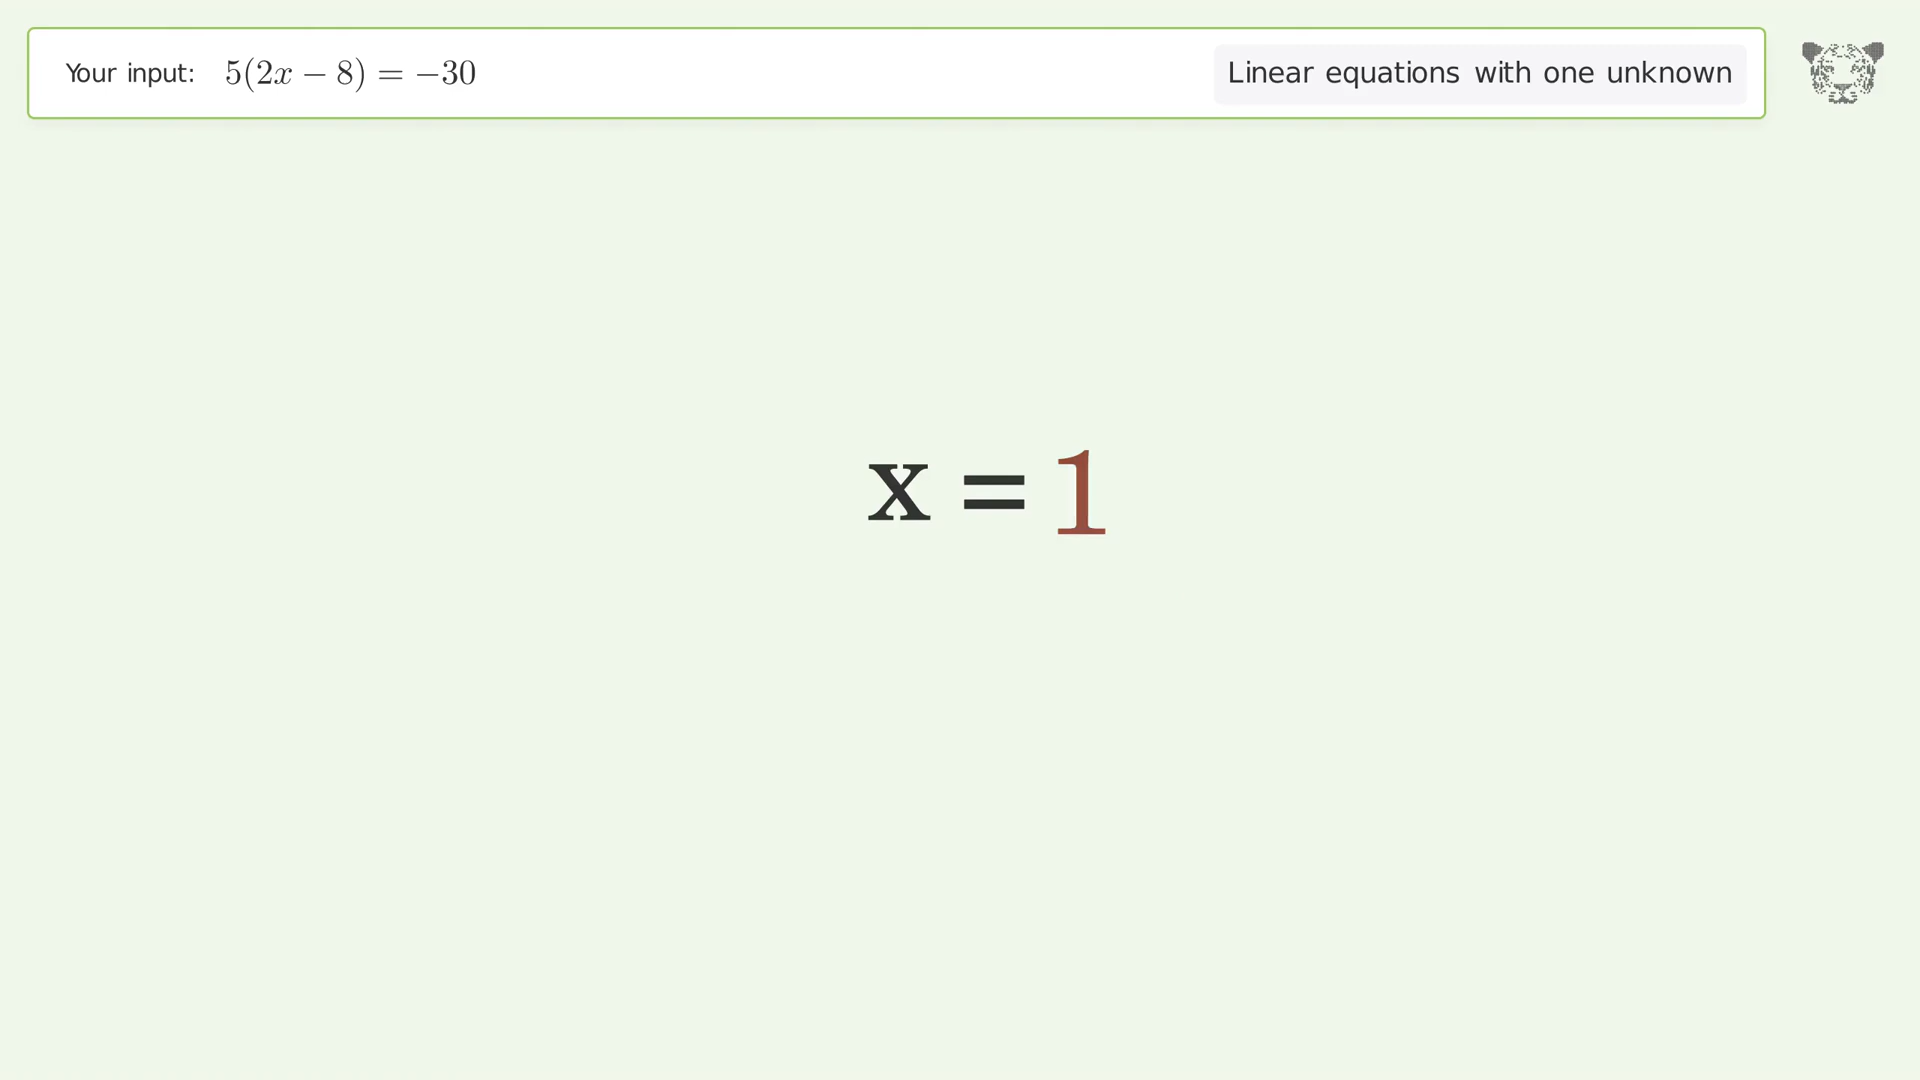 Your input: 5(2x − 8) = −30
Linear equations with one unknown
x = 1